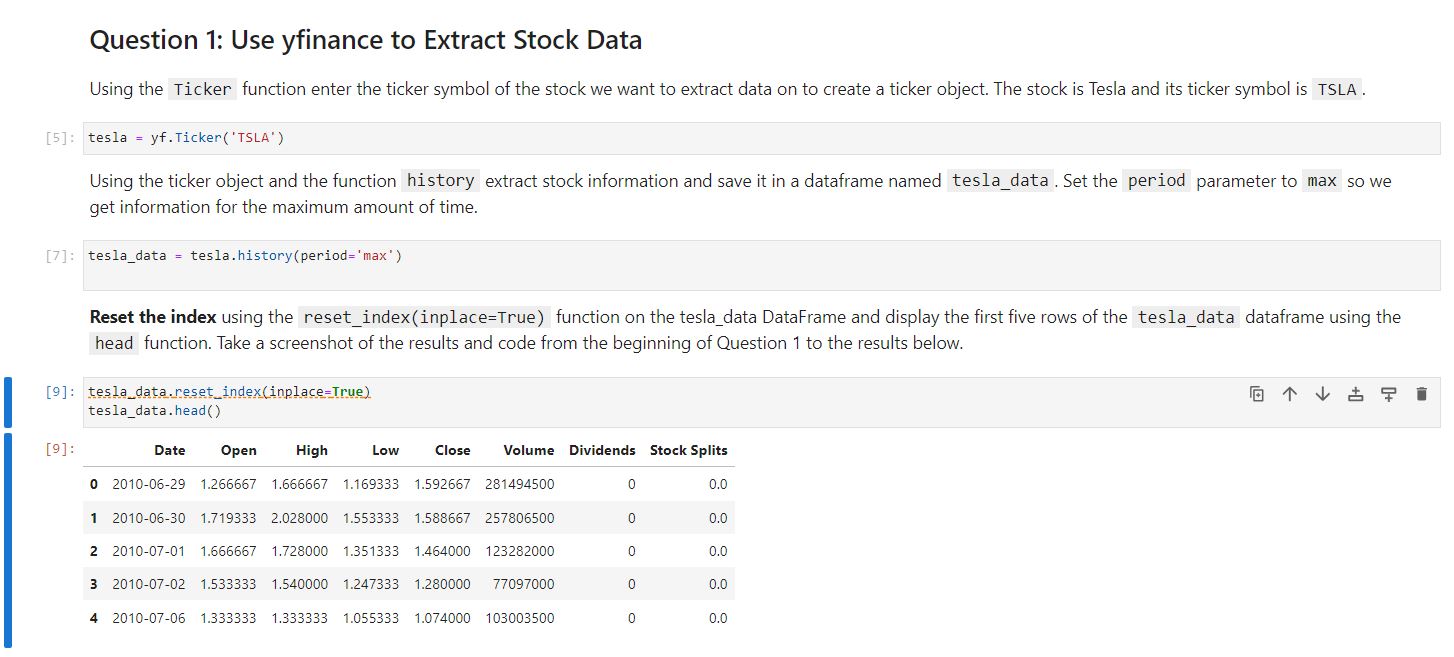 Question 1: Use yfinance to Extract Stock Data
Using the Ticker function enter the ticker symbol of the stock we want to extract data on to create a ticker object. The stock is Tesla and its ticker symbol is TSLA.
[5]: tesla = yf.Ticker('TSLA')
Using the ticker object and the function history extract stock information and save it in a dataframe named tesla_data. Set the period parameter to max so we
get information for the maximum amount of time.
[7]: tesla_data = tesla.history(period='max')
Reset the index using the reset_index(inplace=True) function on the tesla_data DataFrame and display the first five rows of the tesla_data dataframe using the
head function. Take a screenshot of the results and code from the beginning of Question 1 to the results below.
[9]: tesla_data.reset_index(inplace=True)
tesla_data.head()
[9]: Date Open High Low Close Volume Dividends Stock Splits
0 2010-06-29 1.266667 1.666667 1.169333 1.592667 281494500 0 0.0
1 2010-06-30 1.719333 2.028000 1.553333 1.588667 257806500 0 0.0
2 2010-07-01 1.666667 1.728000 1.351333 1.464000 123282000 0 0.0
3 2010-07-02 1.533333 1.540000 1.247333 1.280000 77097000 0 0.0
4 2010-07-06 1.333333 1.333333 1.055333 1.074000 103003500 0 0.0